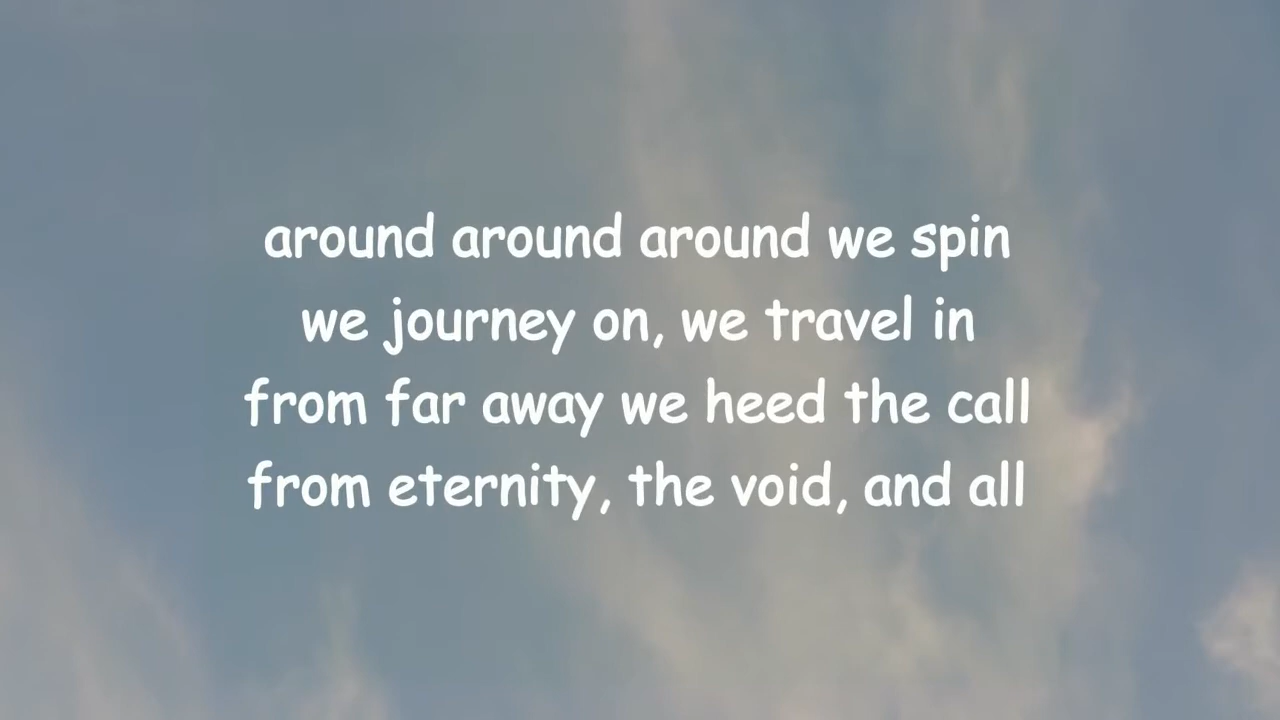 around around around we spin
we journey on, we travel in
from far away we heed the call
from eternity, the void, and all